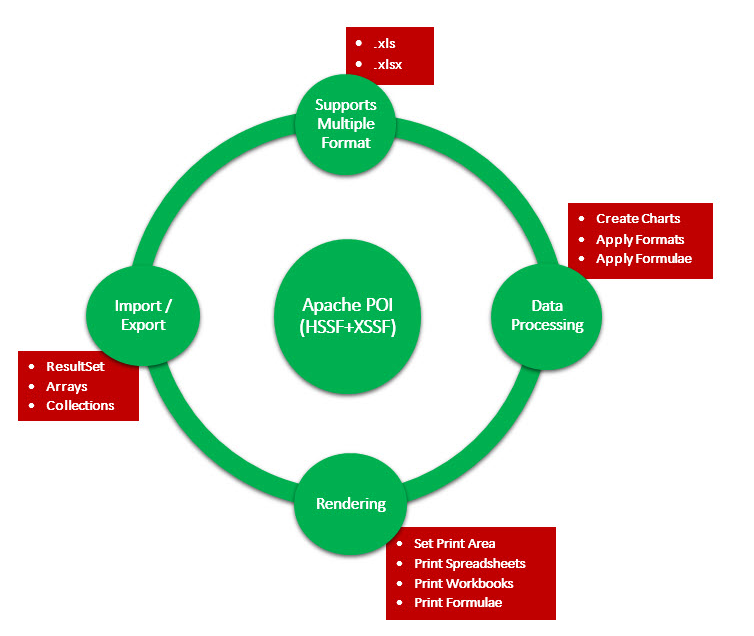 • .xls
• .xlsx
Supports
Multiple
Format
• Create Charts
• Apply Formats
• Apply Formulae
Data
Processing
Apache POI
(HSSF+XSSF)
Import /
Export
• ResultSet
• Arrays
• Collections
Rendering
• Set Print Area
• Print Spreadsheets
• Print Workbooks
• Print Formulae